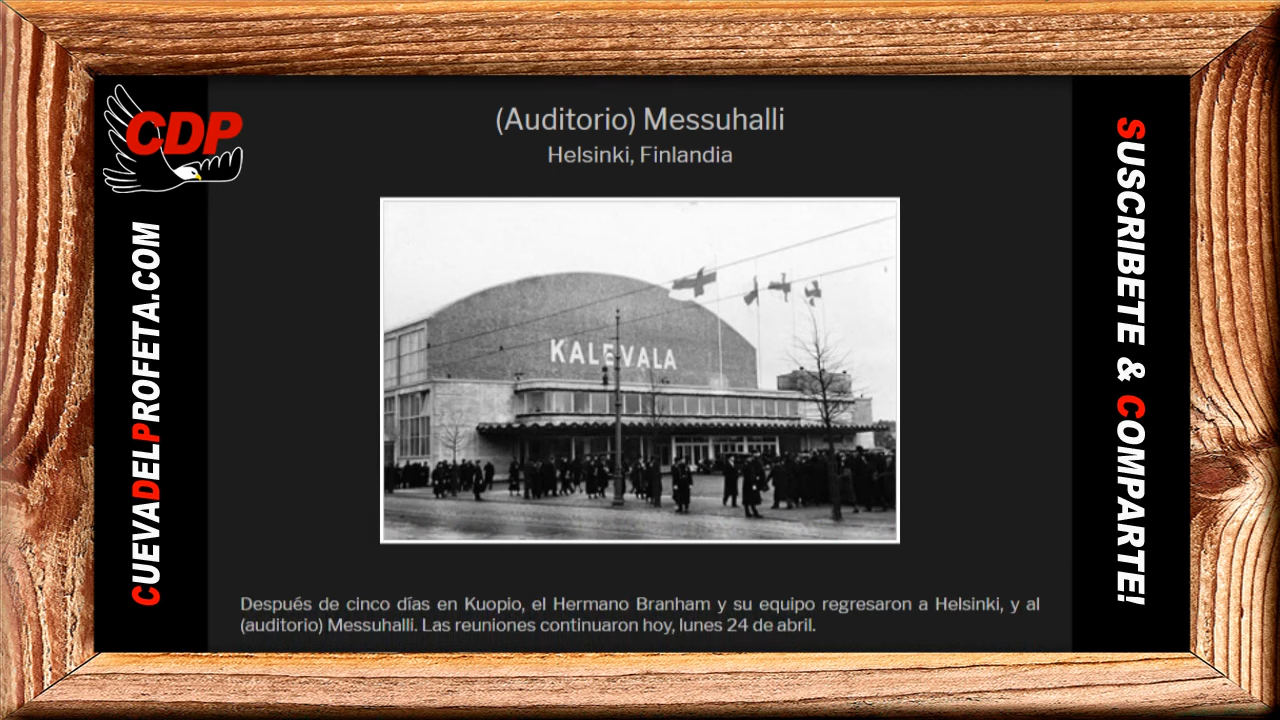 CDP
CUEVADELPROFETA.COM
(Auditorio) Messuhalli
Helsinki, Finlandia
KALEVALA
Después de cinco días en Kuopio, el Hermano Branham y su equipo regresaron a Helsinki, y al
(auditorio) Messuhalli. Las reuniones continuaron hoy, lunes 24 de abril.
SUSCRIBETE & COMPARTE!